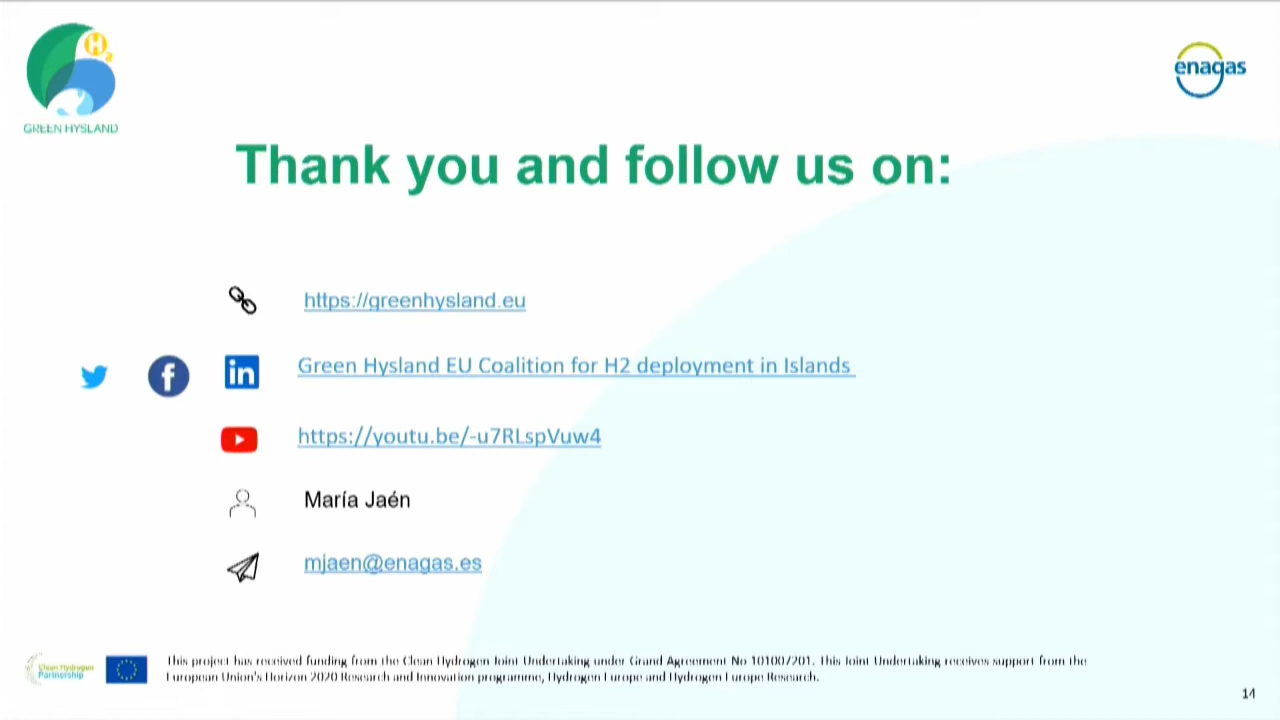 H2
GREEN HYSLAND
enagas
Thank you and follow us on:
https://greenhysland.eu
Green Hysland EU Coalition for H2 deployment in Islands
https://youtu.be/-u7RLspVuw4
María Jaén
mjaen@enagas.es
Clean Hydrogen
Partnership
This project has received funding from the Clean Hydrogen Joint Undertaking under Grand Agreement No 101007201. This Joint Undertaking receives support from the
European Union's Horizon 2020 Research and Innovation programme, Hydrogen Europe and Hydrogen Europe Research.
14